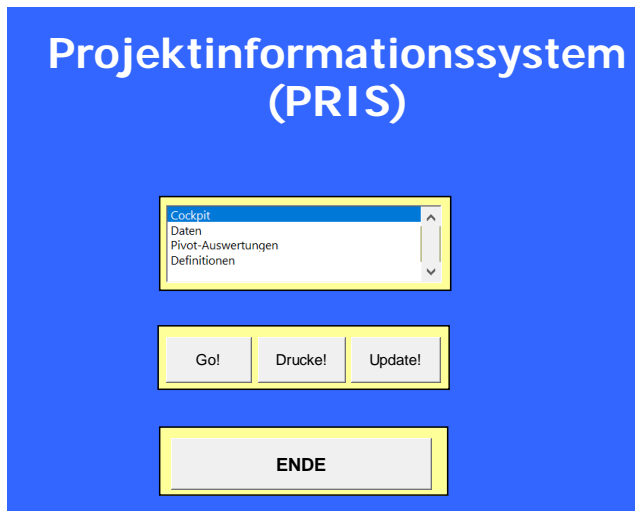 Projektinformationssystem
(PRIS)
Cockpit
Daten
Pivot-Auswertungen
Definitionen
Go! Drucke! Update!
ENDE